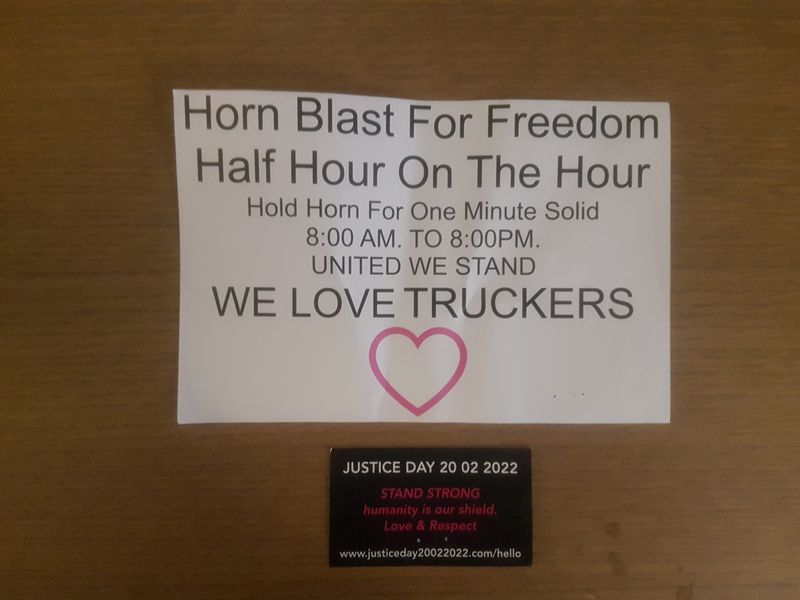 Horn Blast For Freedom
Half Hour On The Hour
Hold Horn For One Minute Solid
8:00 AM. TO 8:00PM.
UNITED WE STAND
WE LOVE TRUCKERS
JUSTICE DAY 20 02 2022
STAND STRONG
humanity is our shield.
Love & Respect
www.justiceday20022022.com/hello